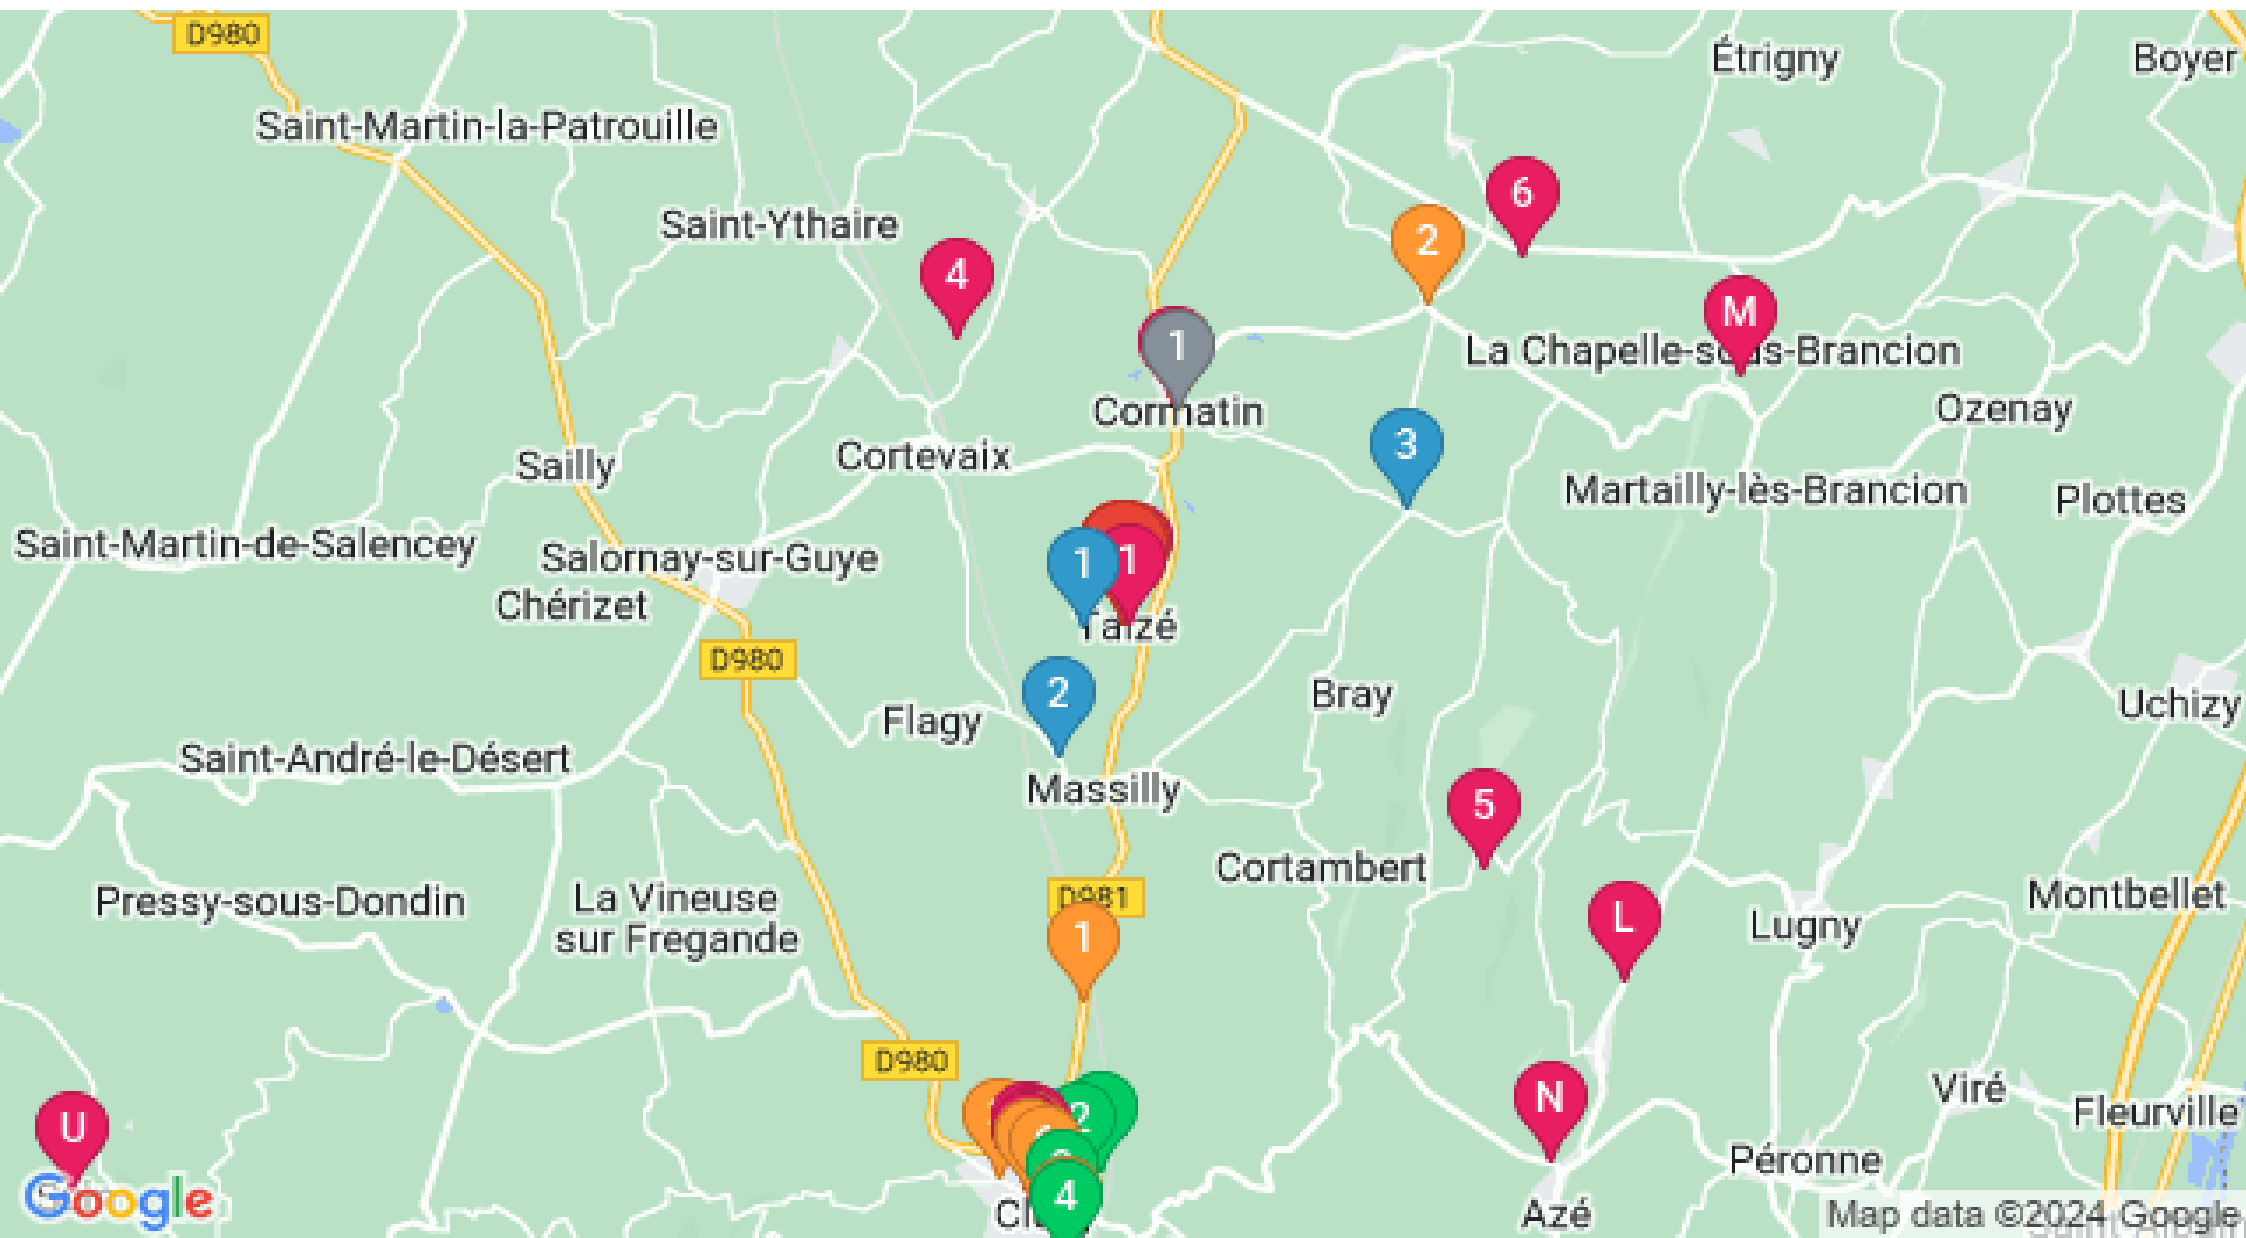 D980
Étrigny
Boyer
Saint-Martin-la-Patrouille
6
Saint-Ythaire
2
4
M
1
La Chapelle-sous-Brancion
Cormatin
Ozenay
3
Cortevaix
Sailly
Martailly-lès-Brancion
Plottes
Saint-Martin-de-Salencey
Salornay-sur-Guye
1
1
Chérizet
Taizé
D980
2
Bray
Uchizy
Flagy
Saint-André-le-Désert
Massilly
5
Cortambert
D981
Pressy-sous-Dondin
La Vineuse
sur Fregande
Montbellet
L
Lugny
1
D980
Viré
N
2
Fleurville
U
Péronne
4
Google
Azé
Map data ©2024 Google